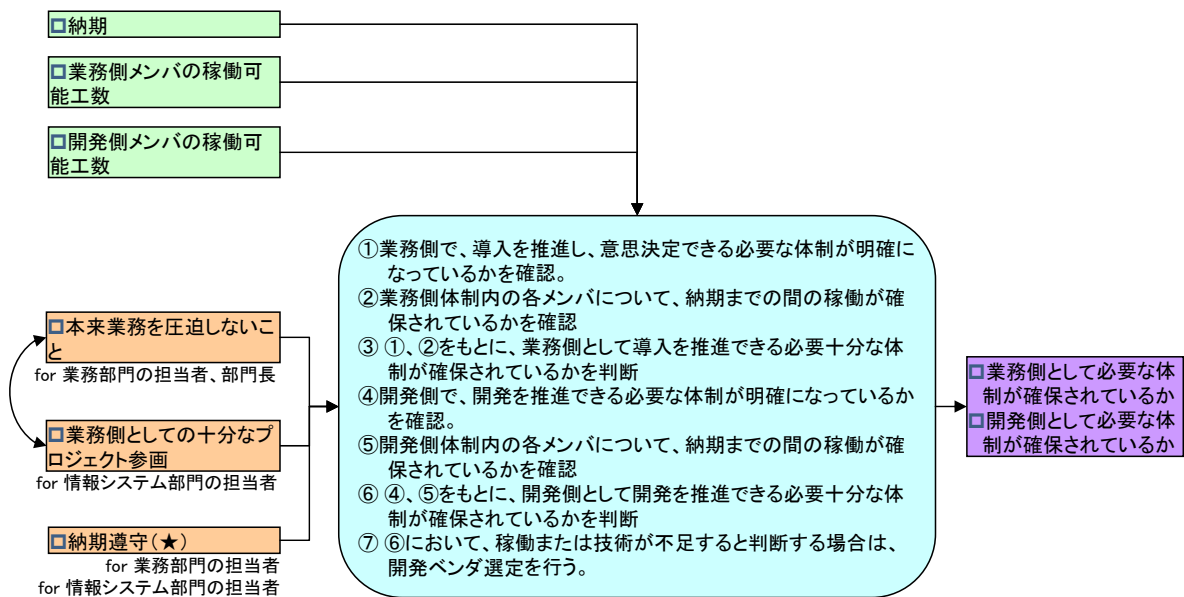 □納期
□業務側メンバの稼働可
能工数
□開発側メンバの稼働可
能工数
①業務側で、導入を推進し、意思決定できる必要な体制が明確に
なっているかを確認。
②業務側体制内の各メンバについて、納期までの間の稼働が確
保されているかを確認
③ ①、②をもとに、業務側として導入を推進できる必要十分な体
制が確保されているかを判断
④開発側で、開発を推進できる必要な体制が明確になっているか
を確認。
⑤開発側体制内の各メンバについて、納期までの間の稼働が確
保されているかを確認
⑥ ④、⑤をもとに、開発側として開発を推進できる必要十分な体
制が確保されているかを判断
⑦ ⑥において、稼働または技術が不足すると判断する場合は、
開発ベンダ選定を行う。
□本来業務を圧迫しないこ
と
for 業務部門の担当者、部門長
□業務側としての十分なプ
ロジェクト参画
for 情報システム部門の担当者
□納期遵守(★)
for 業務部門の担当者
for 情報システム部門の担当者
□業務側として必要な体
制が確保されているか
□開発側として必要な体
制が確保されているか